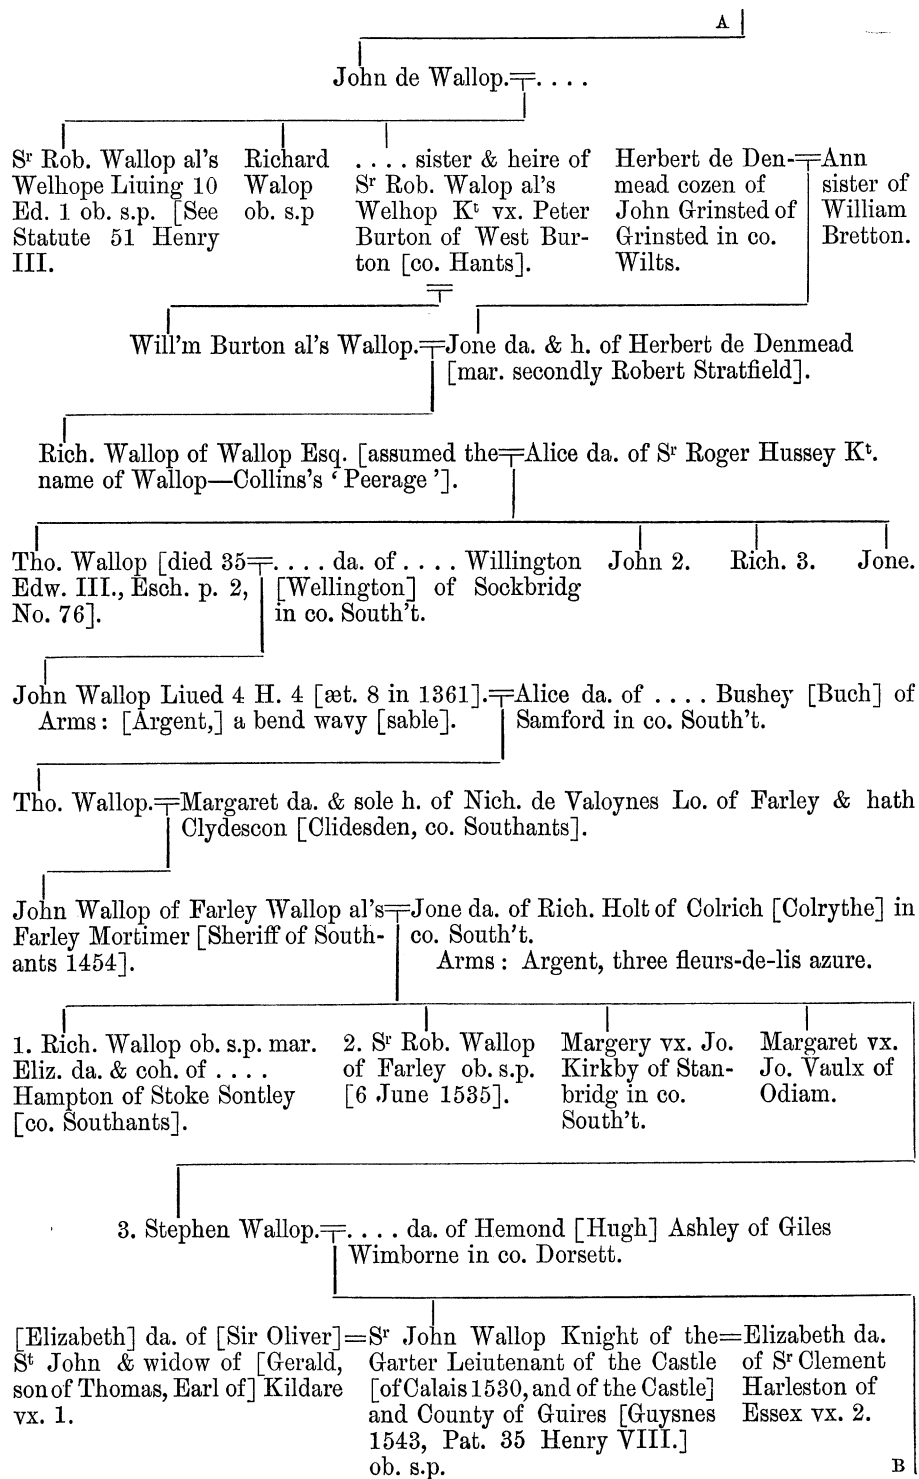 A
John de Wallop.=. . . .
Sʳ Rob. Wallop al's
Welhope Liuing 10
Ed. 1 ob. s.p. [See
Statute 51 Henry
III.
Richard
Walop
ob. s.p
. . . . sister & heire of
Sʳ Rob. Walop al's
Welhop Kᵗ vx. Peter
Burton of West Bur-
ton [co. Hants].
Herbert de Den-
mead cozen of
John Grinsted of
Grinsted in co.
Wilts.
=Ann
sister of
William
Bretton.
Will'm Burton al's Wallop.=Jone da. & h. of Herbert de Denmead
[mar. secondly Robert Stratfield].
Rich. Wallop of Wallop Esq. [assumed the=Alice da. of Sʳ Roger Hussey Kᵗ.
name of Wallop—Collins's ‘ Peerage ’].
Tho. Wallop [died 35
Edw. III., Esch. p. 2,
No. 76].
=. . . . da. of . . . . Willington
[Wellington] of Sockbridg
in co. South't.
John 2.
Rich. 3.
Jone.
John Wallop Liued 4 H. 4 [æt. 8 in 1361].=Alice da. of . . . . Bushey [Buch] of
Arms: [Argent,] a bend wavy [sable].
Samford in co. South't.
Tho. Wallop.=Margaret da. & sole h. of Nich. de Valoynes Lo. of Farley & hath
Clydescon [Clidesden, co. Southants].
John Wallop of Farley Wallop al's
Farley Mortimer [Sheriff of South-
ants 1454].
=Jone da. of Rich. Holt of Colrich [Colrythe] in
co. South't.
Arms: Argent, three fleurs-de-lis azure.
1. Rich. Wallop ob. s.p. mar.
Eliz. da. & coh. of . . . .
Hampton of Stoke Sontley
[co. Southants].
2. Sʳ Rob. Wallop
of Farley ob. s.p.
[6 June 1535].
Margery vx. Jo.
Kirkby of Stan-
bridg in co.
South't.
Margaret vx.
Jo. Vaulx of
Odiam.
3. Stephen Wallop.=. . . . da. of Hemond [Hugh] Ashley of Giles
Wimborne in co. Dorsett.
[Elizabeth] da. of [Sir Oliver]
Sᵗ John & widow of [Gerald,
son of Thomas, Earl of] Kildare
vx. 1.
=Sʳ John Wallop Knight of the
Garter Leiutenant of the Castle
[of Calais 1530, and of the Castle]
and County of Guires [Guysnes
1543, Pat. 35 Henry VIII.]
ob. s.p.
=Elizabeth da.
of Sʳ Clement
Harleston of
Essex vx. 2.
B